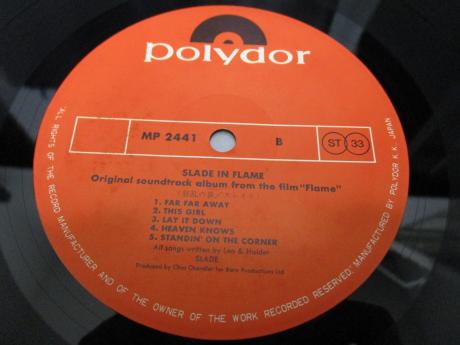 polydor
MP 2441 B ST 33
SLADE IN FLAME
Original soundtrack album from the film "Flame"
1. FAR FAR AWAY
2. THIS GIRL
3. LAY IT DOWN
4. HEAVEN KNOWS
5. STANDIN' ON THE CORNER
All songs written by Lea & Holder
SLADE
Produced by Chas Chandler for Barn Productions Ltd
ALL RIGHTS OF THE RECORD MANUFACTURER AND OF THE OWNER OF THE WORK RECORDED RESERVED. MANUFACTURED BY POLYDOR K.K. JAPAN